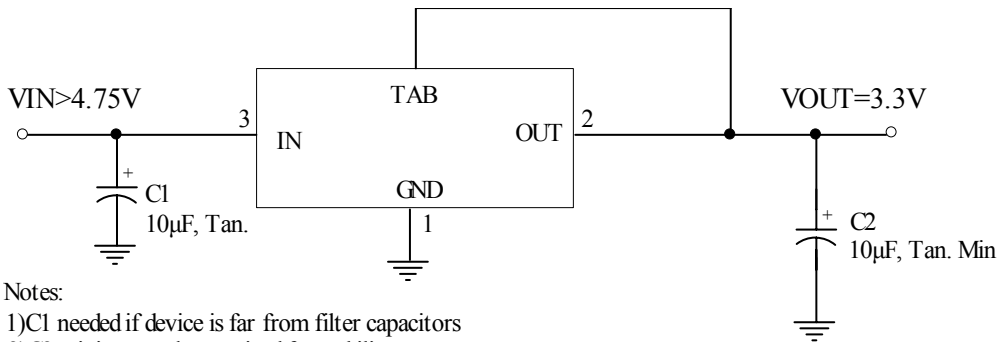 TAB
VIN>4.75V
VOUT=3.3V
3
2
IN
OUT
GND
1
+
C1
10μF, Tan.
+
C2
10μF, Tan. Min
Notes:
1)C1 needed if device is far from filter capacitors